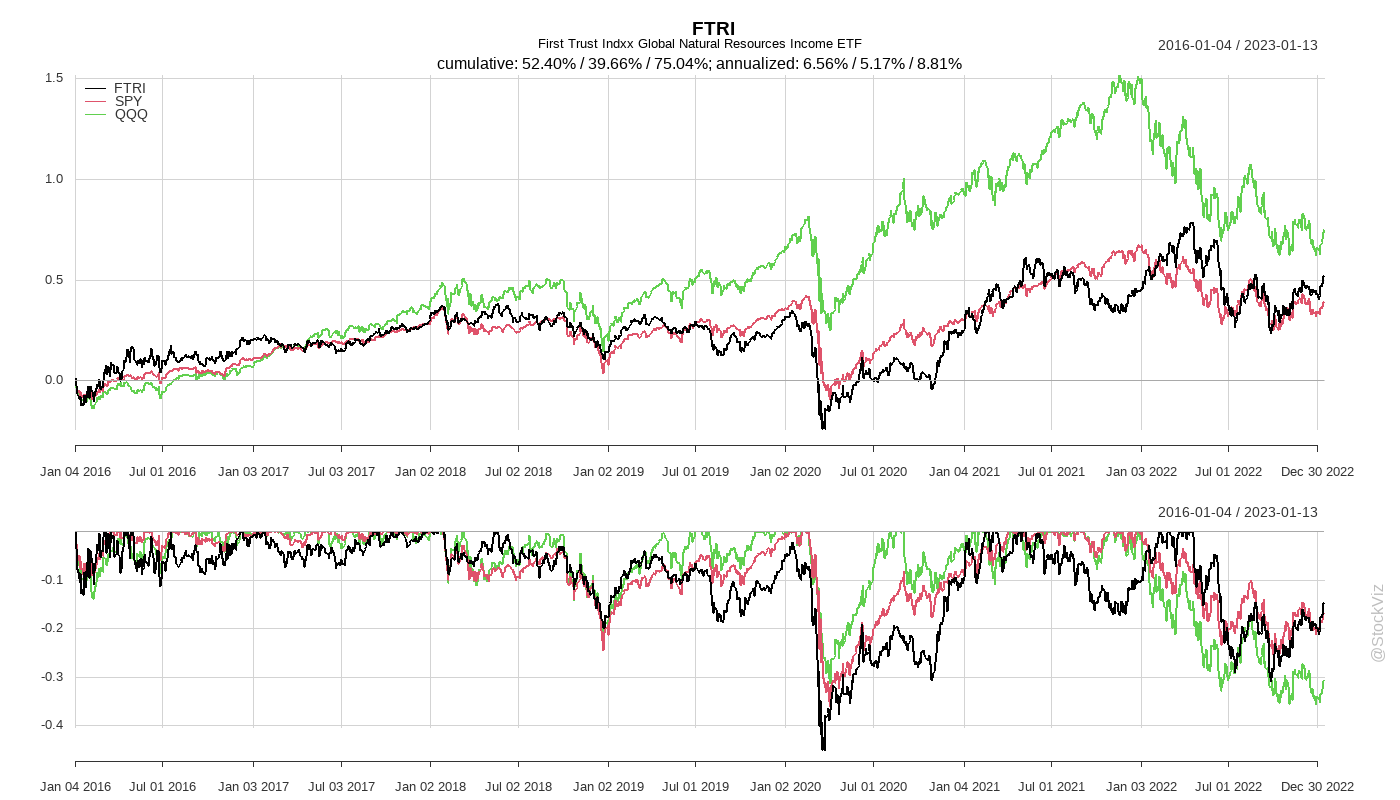 FTRI
First Trust Indxx Global Natural Resources Income ETF
2016-01-04 / 2023-01-13
cumulative: 52.40% / 39.66% / 75.04%; annualized: 6.56% / 5.17% / 8.81%
1.5
FTRI
SPY
QQQ
1.0
0.5
0.0
Jan 04 2016 Jul 01 2016 Jan 03 2017 Jul 03 2017 Jan 02 2018 Jul 02 2018 Jan 02 2019 Jul 01 2019 Jan 02 2020 Jul 01 2020 Jan 04 2021 Jul 01 2021 Jan 03 2022 Jul 01 2022 Dec 30 2022
2016-01-04 / 2023-01-13
-0.1
-0.2
-0.3
-0.4
@StockViz
Jan 04 2016 Jul 01 2016 Jan 03 2017 Jul 03 2017 Jan 02 2018 Jul 02 2018 Jan 02 2019 Jul 01 2019 Jan 02 2020 Jul 01 2020 Jan 04 2021 Jul 01 2021 Jan 03 2022 Jul 01 2022 Dec 30 2022